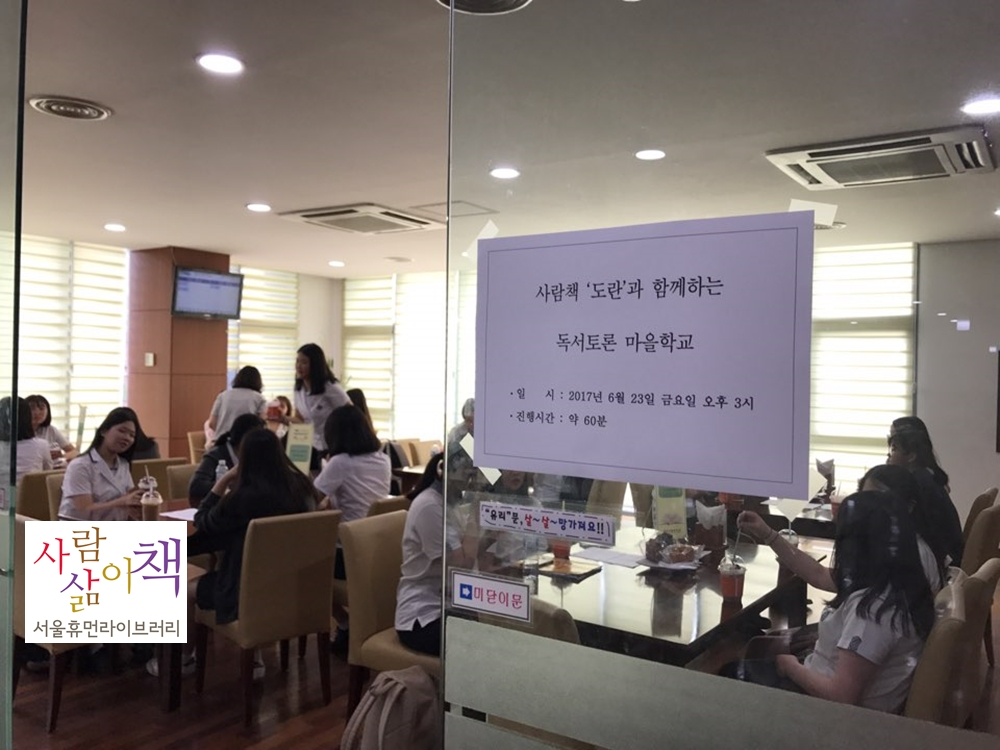 사람책 ‘도란’과 함께하는
독서토론 마을학교
· 일 시 : 2017년 6월 23일 금요일 오후 3시
· 진행시간 : 약 60분
"유리"문, 살~살~ 망가져요!!
미닫이문
사람
삶이책
서울휴먼라이브러리